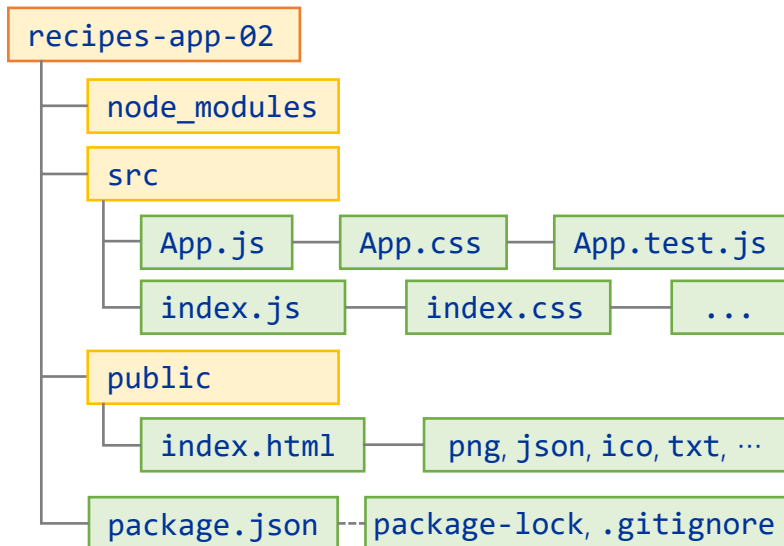 recipes-app-02
node_modules
src
App.js App.css App.test.js
index.js index.css ...
public
index.html png, json, ico, txt, ⋯
package.json package-lock, .gitignore